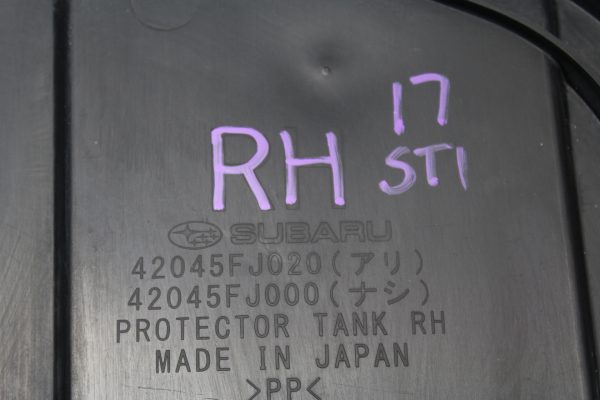 17
RH STI
SUBARU
42045FJ020(アリ)
42045FJ000(ナシ)
PROTECTOR TANK RH
MADE IN JAPAN
>PP<